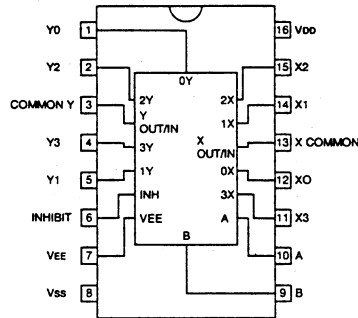 Y0 1 16 VDD
0Y
Y2 2 2Y 2X 15 X2
COMMON Y 3 Y OUT/IN 1X 14 X1
Y3 4 3Y X OUT/IN 13 X COMMON
Y1 5 1Y 0X 12 XO
INHIBIT 6 INH 3X 11 X3
VEE 7 VEE A 10 A
B
VSS 8 9 B